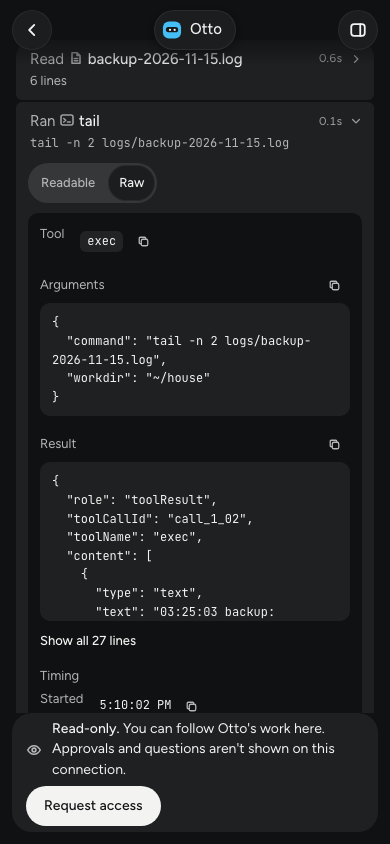 Otto
Read backup-2026-11-15.log 0.6s
6 lines
Ran tail 0.1s
tail -n 2 logs/backup-2026-11-15.log
Readable Raw
Tool exec
Arguments
{
"command": "tail -n 2 logs/backup-
2026-11-15.log",
"workdir": "~/house"
}
Result
{
"role": "toolResult",
"toolCallId": "call_1_02",
"toolName": "exec",
"content": [
{
"type": "text",
"text": "03:25:03 backup:
Show all 27 lines
Timing
Started 5:10:02 PM
Read-only. You can follow Otto's work here.
Approvals and questions aren't shown on this
connection.
Request access